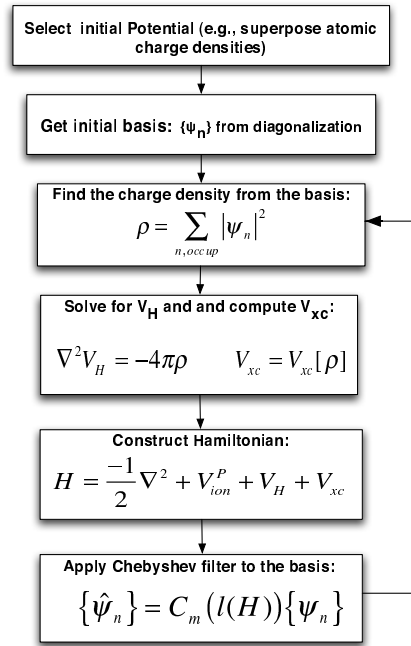 Select initial Potential (e.g., superpose atomic
charge densities)
Get initial basis: {ψn} from diagonalization
Find the charge density from the basis:
ρ = ∑ n,occup |ψn|²
Solve for VH and and compute Vxc:
∇²VH = −4πρ Vxc = Vxc[ρ]
Construct Hamiltonian:
H = −1/2 ∇² + V^P_ion + VH + Vxc
Apply Chebyshev filter to the basis:
{ψ̂n} = Cm(l(H)){ψn}